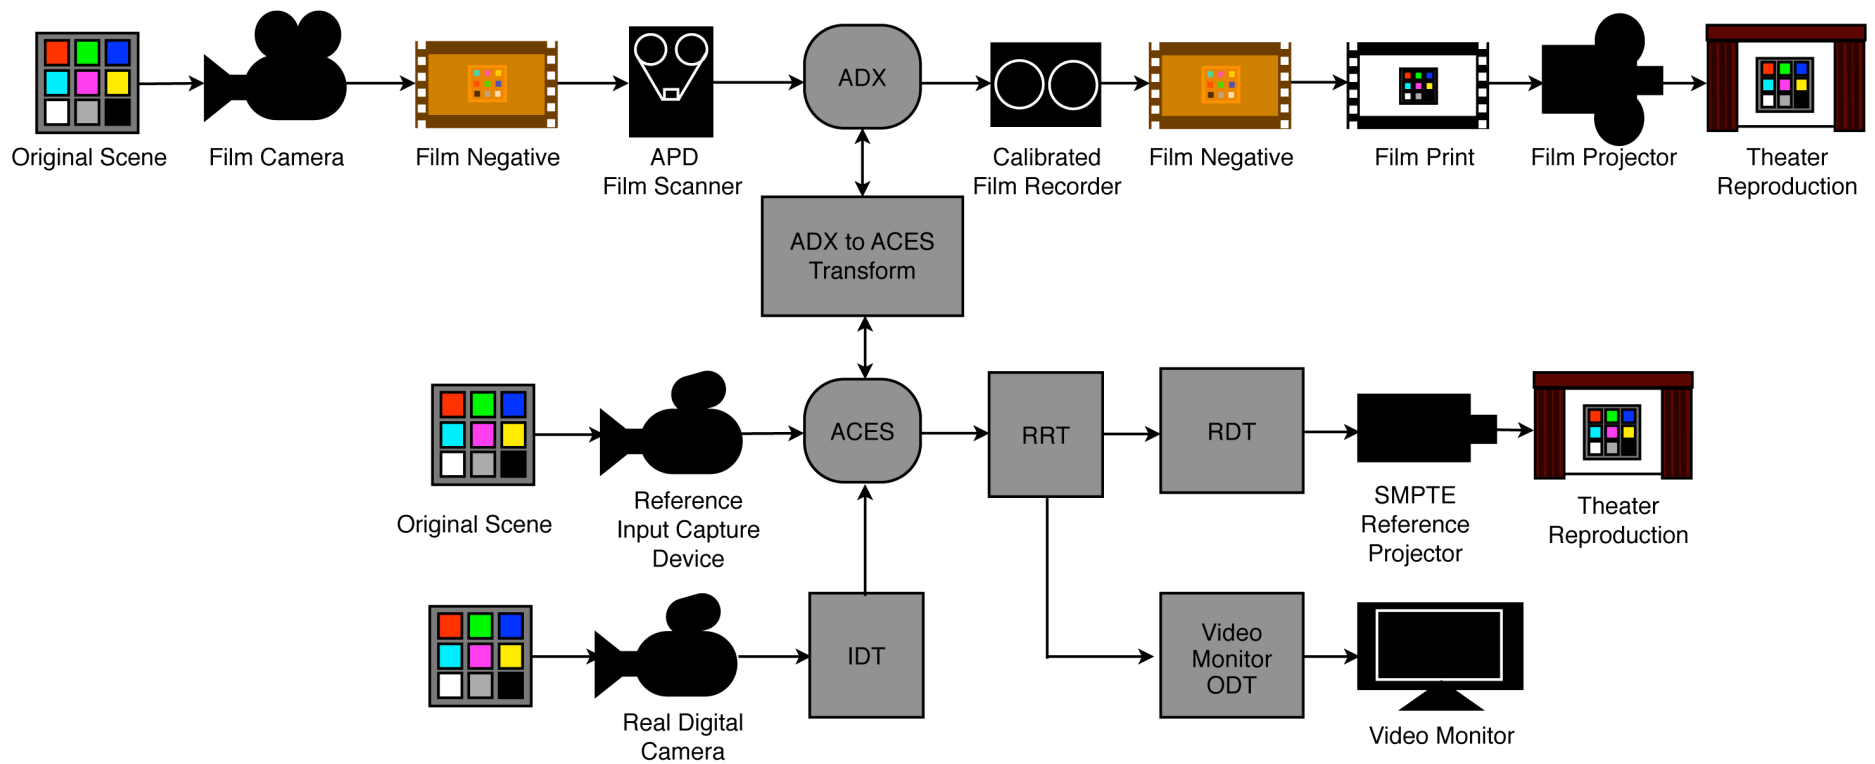 ADX
Original Scene
Film Camera
Film Negative
APD
Film Scanner
Calibrated
Film Recorder
Film Negative
Film Print
Film Projector
Theater
Reproduction
ADX to ACES
Transform
ACES
RRT
RDT
Original Scene
Reference
Input Capture
Device
SMPTE
Reference
Projector
Theater
Reproduction
IDT
Video
Monitor
ODT
Real Digital
Camera
Video Monitor